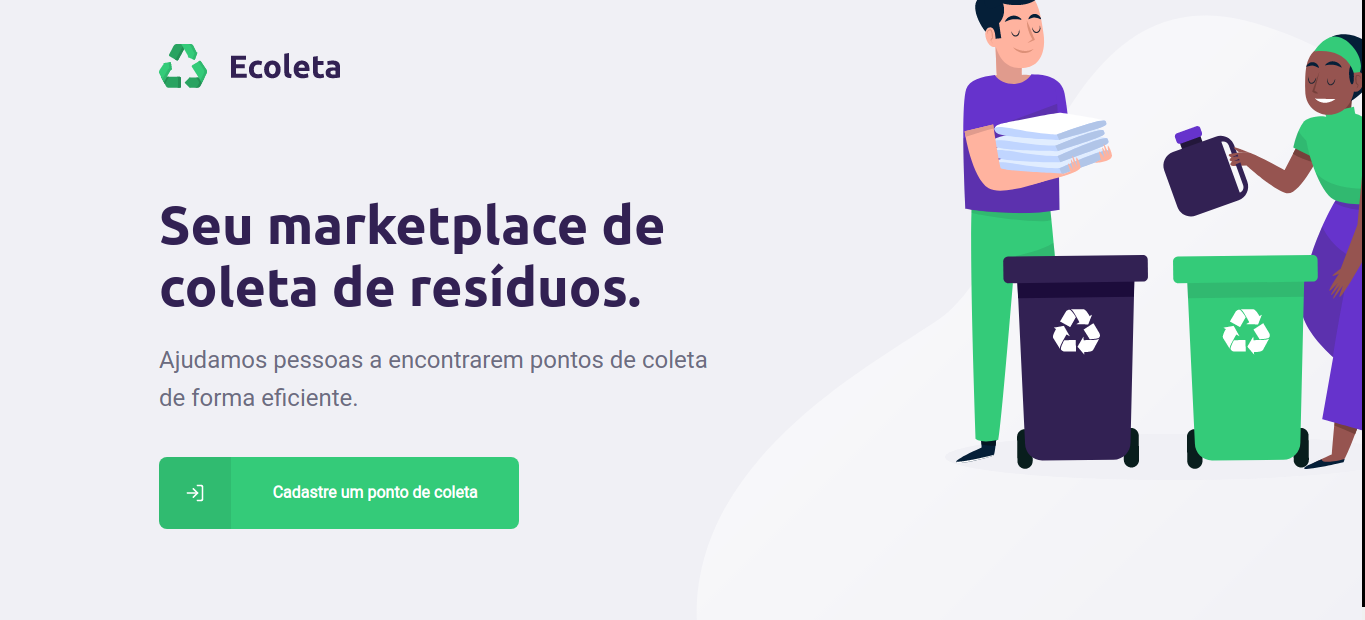 Ecoleta
Seu marketplace de
coleta de resíduos.
Ajudamos pessoas a encontrarem pontos de coleta
de forma eficiente.
Cadastre um ponto de coleta